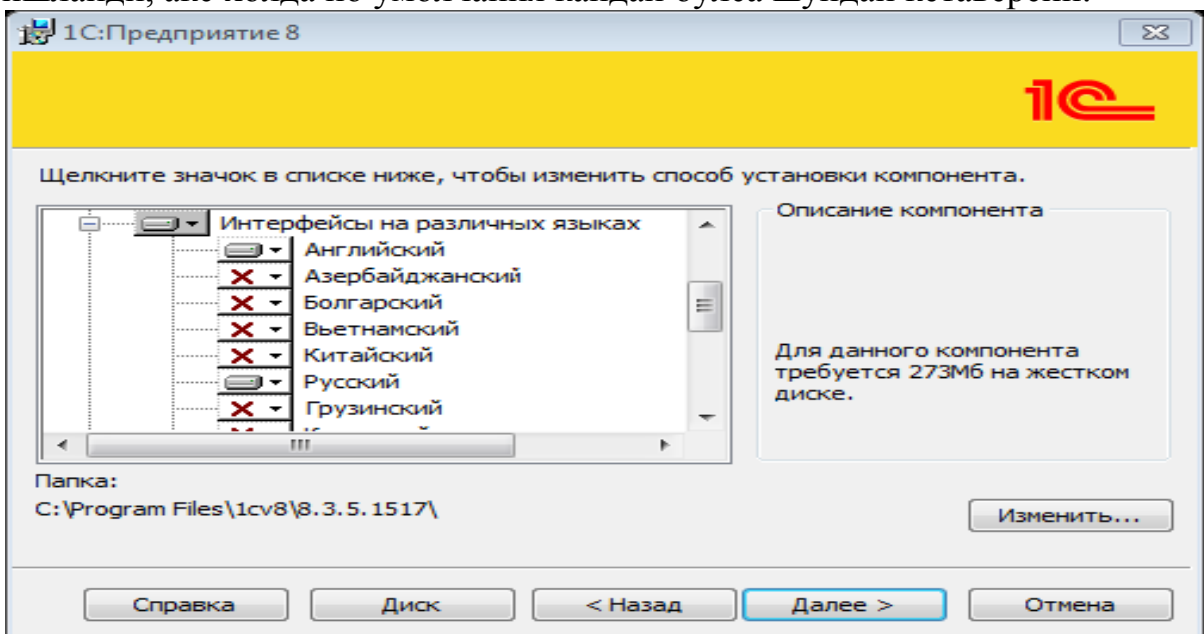 1С:Предприятие 8
1С
Щелкните значок в списке ниже, чтобы изменить способ установки компонента.
Интерфейсы на различных языках
Английский
Азербайджанский
Болгарский
Вьетнамский
Китайский
Русский
Грузинский
Описание компонента
Для данного компонента
требуется 273Мб на жестком
диске.
Папка:
C:\Program Files\1cv8\8.3.5.1517\
Изменить...
Справка
Диск
< Назад
Далее >
Отмена